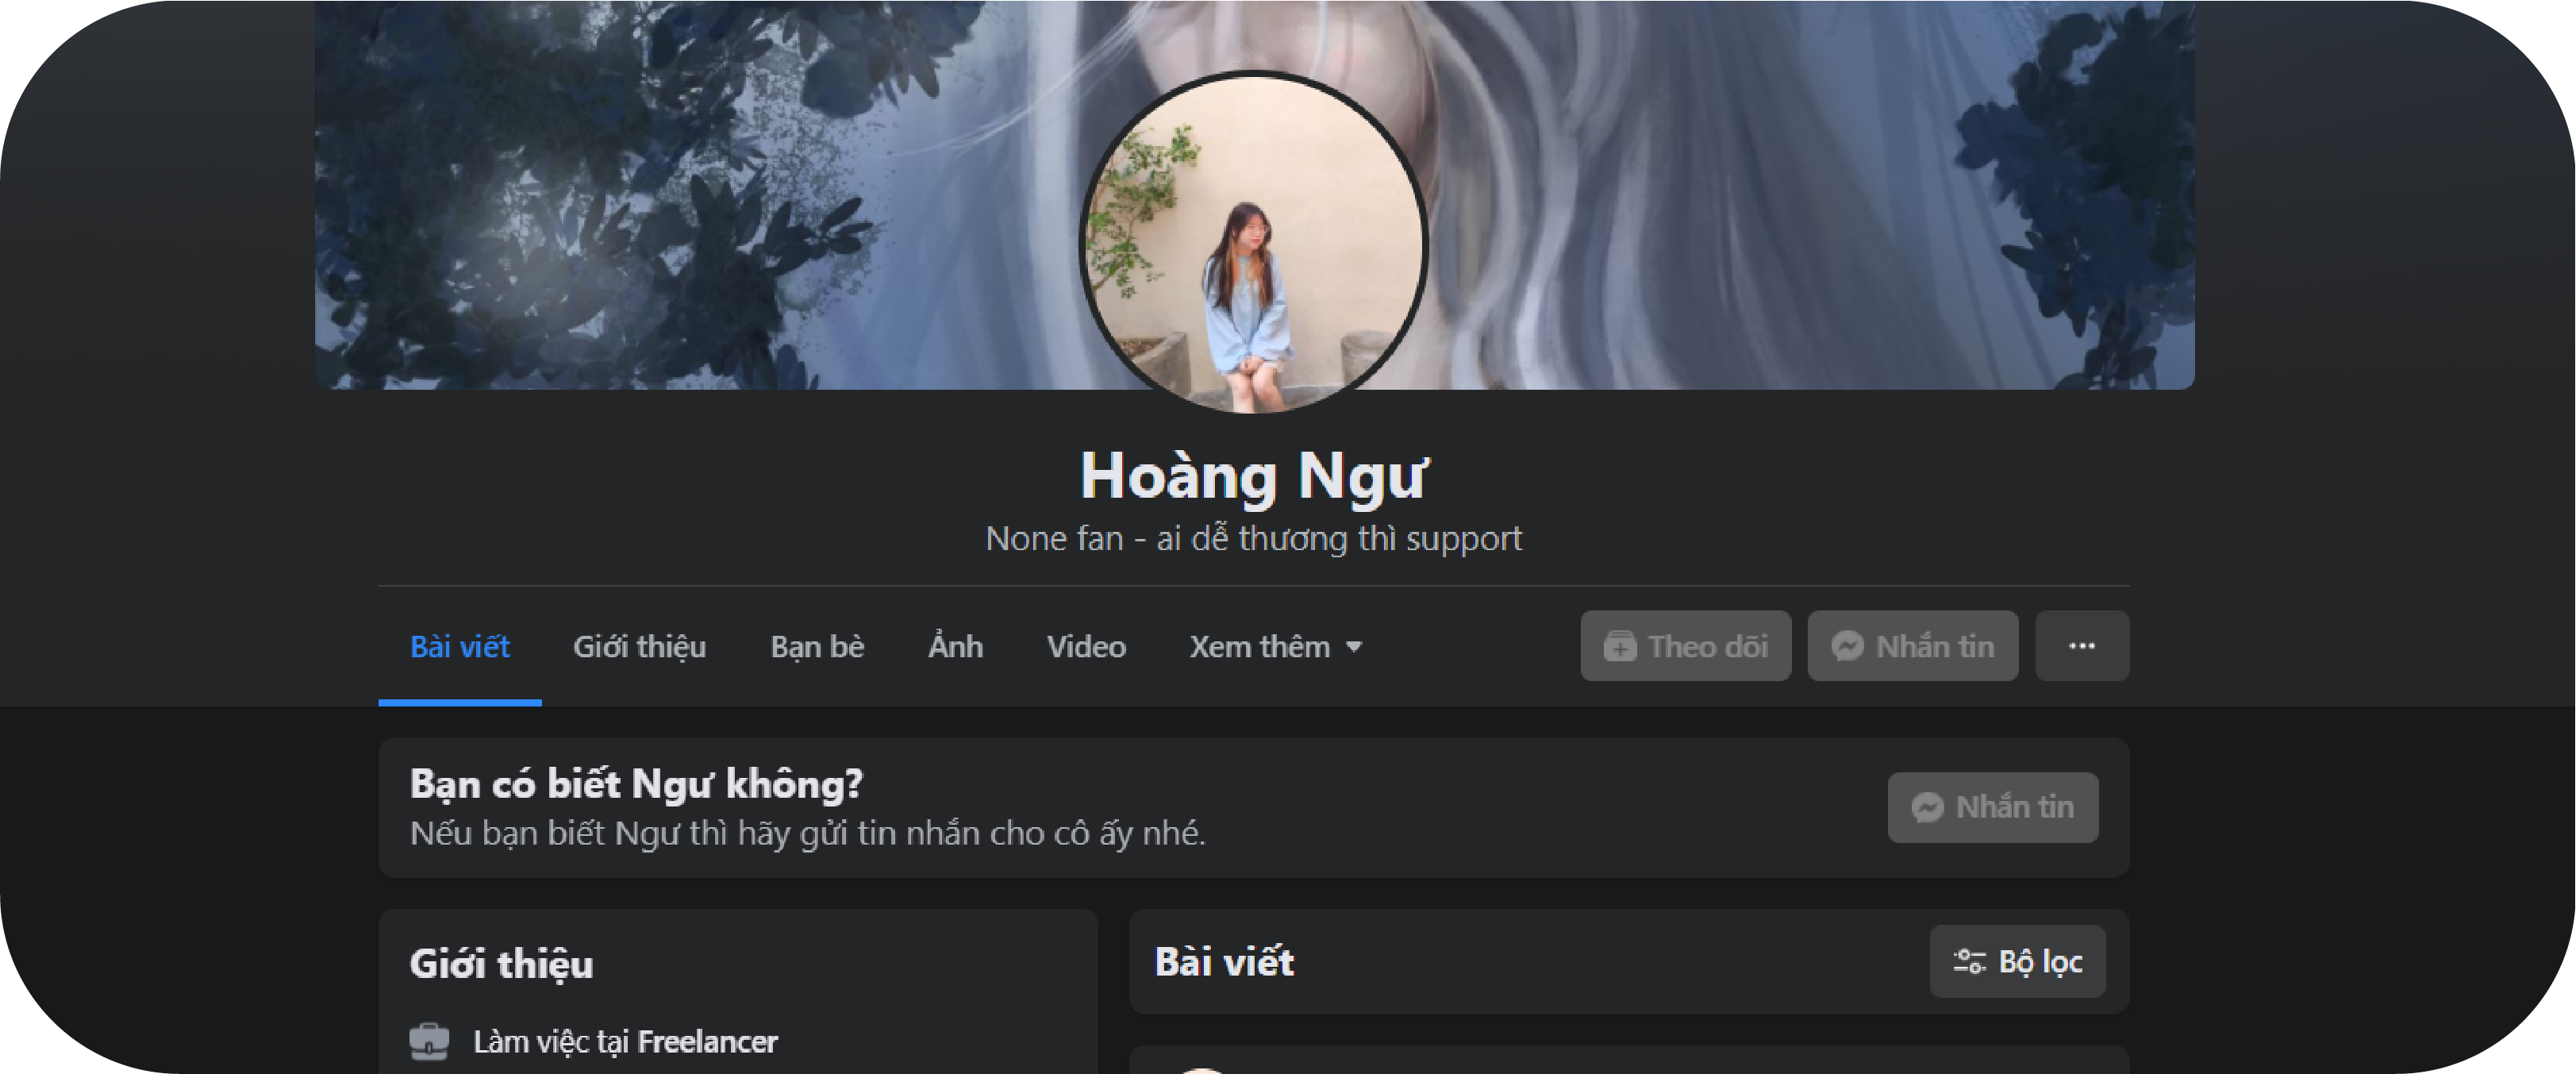 Hoàng Ngư
None fan - ai dễ thương thì support
Bài viết Giới thiệu Bạn bè Ảnh Video Xem thêm Theo dõi Nhắn tin
Bạn có biết Ngư không?
Nếu bạn biết Ngư thì hãy gửi tin nhắn cho cô ấy nhé.
Nhắn tin
Giới thiệu
Làm việc tại Freelancer
Bài viết
Bộ lọc